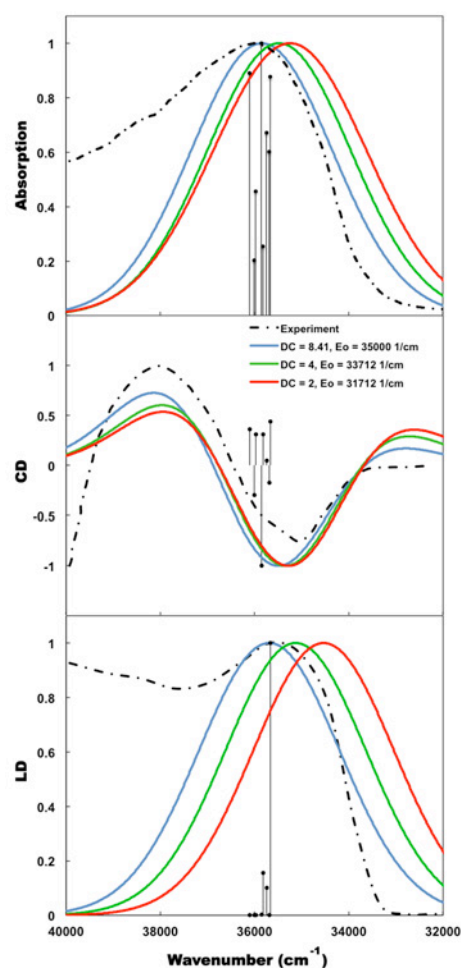 1
0.8
Absorption
0.6
0.4
0.2
0
Experiment
DC = 8.41, Eo = 35000 1/cm
DC = 4, Eo = 33712 1/cm
DC = 2, Eo = 31712 1/cm
1
0.5
CD
0
-0.5
-1
1
0.8
0.6
LD
0.4
0.2
0
40000 38000 36000 34000 32000
Wavenumber (cm⁻¹)